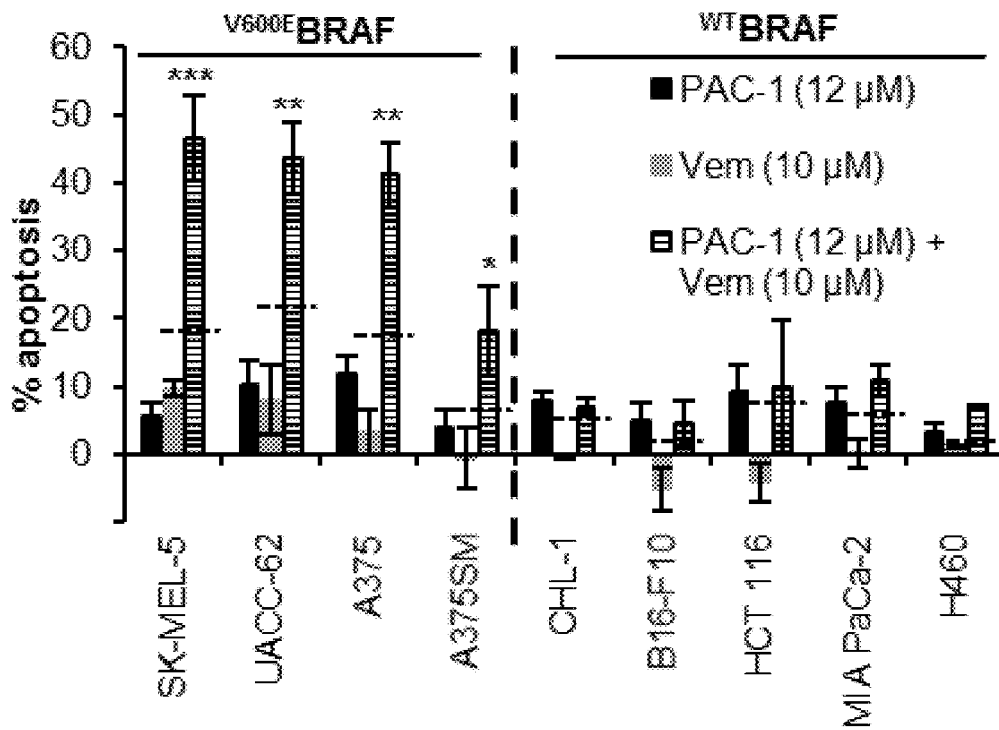 V600EBRAF
WTBRAF
60
50
40
30
20
10
0
% apoptosis
***
**
**
*
PAC-1 (12 µM)
Vem (10 µM)
PAC-1 (12 µM) +
Vem (10 µM)
SK-MEL-5
UACC-62
A375
A375SM
CHL-1
B16-F10
HCT 116
MIA PaCa-2
H460